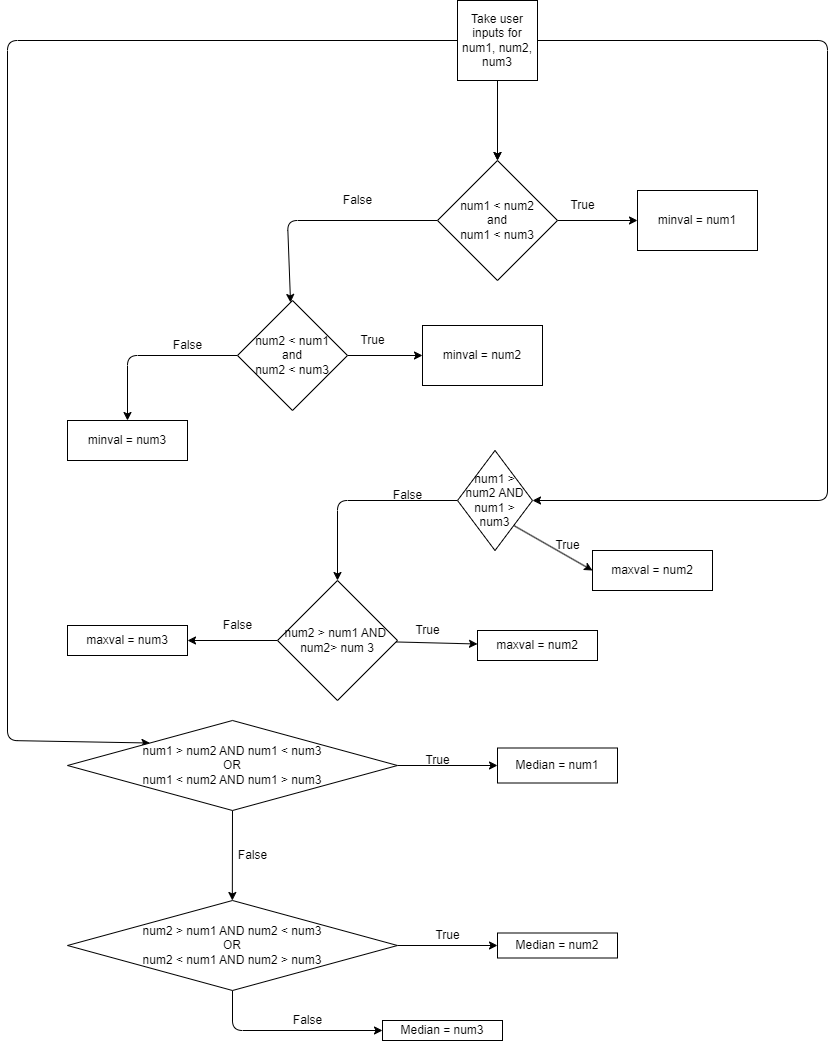 Take user
inputs for
num1, num2,
num3
False
num1 < num2
and
num1 < num3
True
minval = num1
False
num2 < num1
and
num2 < num3
True
minval = num2
minval = num3
False
num1 >
num2 AND
num1 >
num3
True
maxval = num2
maxval = num3
False
num2 > num1 AND
num2> num 3
True
maxval = num2
num1 > num2 AND num1 < num3
OR
num1 < num2 AND num1 > num3
True
Median = num1
False
num2 > num1 AND num2 < num3
OR
num2 < num1 AND num2 > num3
True
Median = num2
False
Median = num3